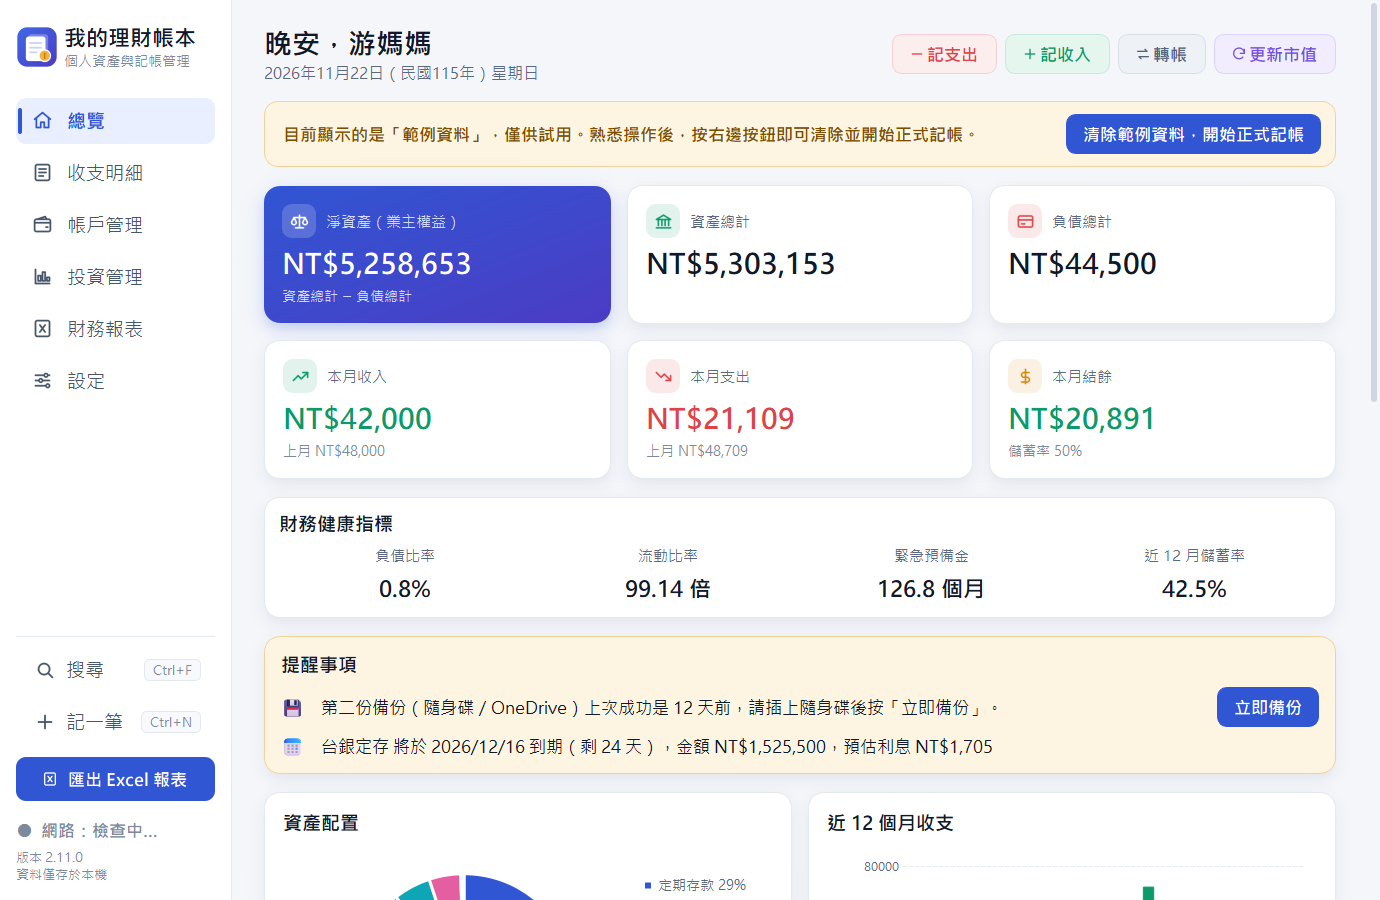 我的理財帳本
個人資產與記帳管理
總覽
收支明細
帳戶管理
投資管理
財務報表
設定
搜尋 Ctrl+F
記一筆 Ctrl+N
匯出 Excel 報表
網路：檢查中...
版本 2.11.0
資料僅存於本機
晚安，游媽媽
2026年11月22日（民國115年）星期日
記支出
記收入
轉帳
更新市值
目前顯示的是「範例資料」，僅供試用。熟悉操作後，按右邊按鈕即可清除並開始正式記帳。
清除範例資料，開始正式記帳
淨資產（業主權益）
NT$5,258,653
資產總計 − 負債總計
資產總計
NT$5,303,153
負債總計
NT$44,500
本月收入
NT$42,000
上月 NT$48,000
本月支出
NT$21,109
上月 NT$48,709
本月結餘
NT$20,891
儲蓄率 50%
財務健康指標
負債比率
0.8%
流動比率
99.14 倍
緊急預備金
126.8 個月
近 12 月儲蓄率
42.5%
提醒事項
第二份備份（隨身碟 / OneDrive）上次成功是 12 天前，請插上隨身碟後按「立即備份」。
立即備份
台銀定存 將於 2026/12/16 到期（剩 24 天），金額 NT$1,525,500，預估利息 NT$1,705
資產配置
定期存款 29%
近 12 個月收支
80000